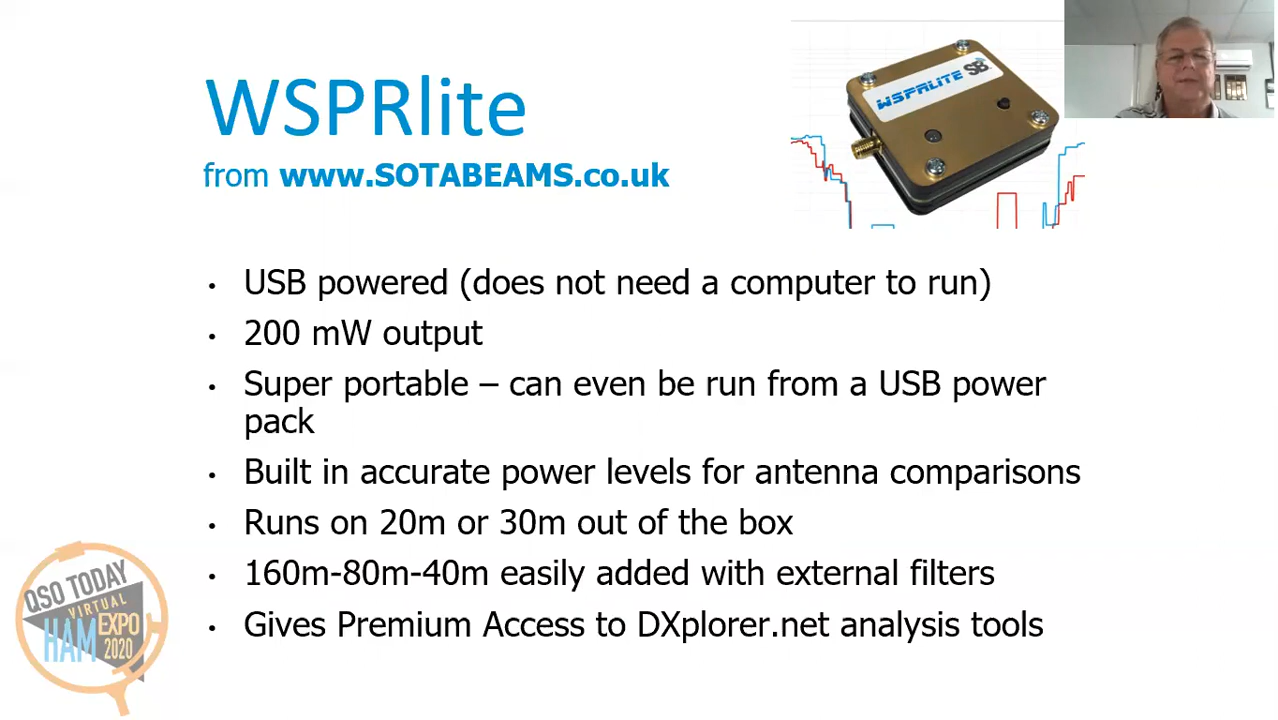 WSPRlite
from www.SOTABEAMS.co.uk
WSPRLITE SB
• USB powered (does not need a computer to run)
• 200 mW output
• Super portable – can even be run from a USB power
pack
• Built in accurate power levels for antenna comparisons
• Runs on 20m or 30m out of the box
• 160m-80m-40m easily added with external filters
• Gives Premium Access to DXplorer.net analysis tools
QSO TODAY
VIRTUAL
HAM EXPO
2020